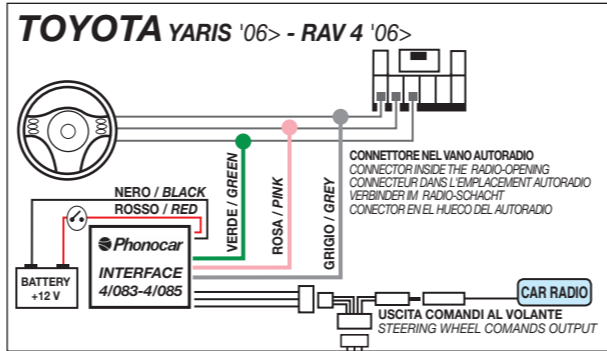 TOYOTA YARIS '06> - RAV 4 '06>
CONNETTORE NEL VANO AUTORADIO
CONNECTOR INSIDE THE RADIO-OPENING
CONNECTEUR DANS L'EMPLACEMENT AUTORADIO
VERBINDER IM RADIO-SCHACHT
CONECTOR EN EL HUECO DEL AUTORADIO
NERO / BLACK
ROSSO / RED
VERDE / GREEN
ROSA / PINK
GRIGIO / GREY
Phonocar
INTERFACE
4/083-4/085
BATTERY
+12 V
CAR RADIO
USCITA COMANDI AL VOLANTE
STEERING WHEEL COMANDS OUTPUT